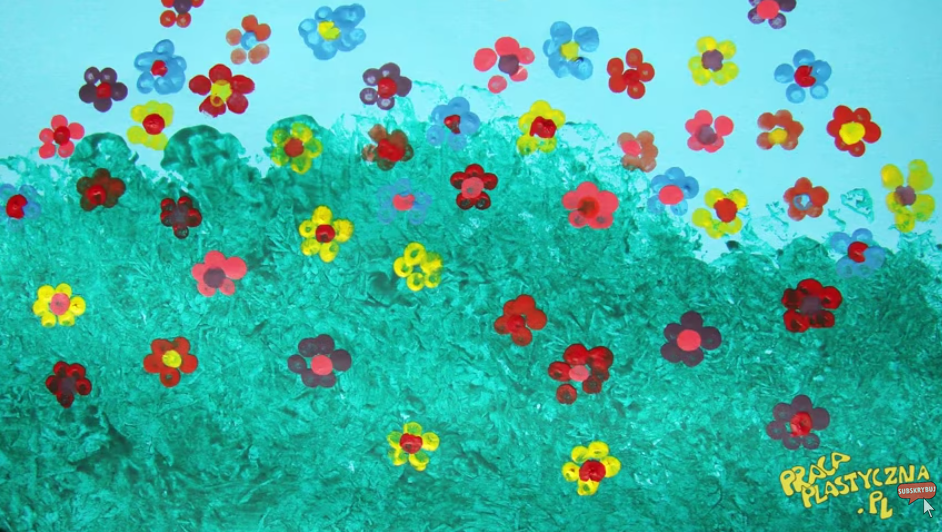 PRACA
PLASTYCZNA
.PL
SUBSKRYBUJ